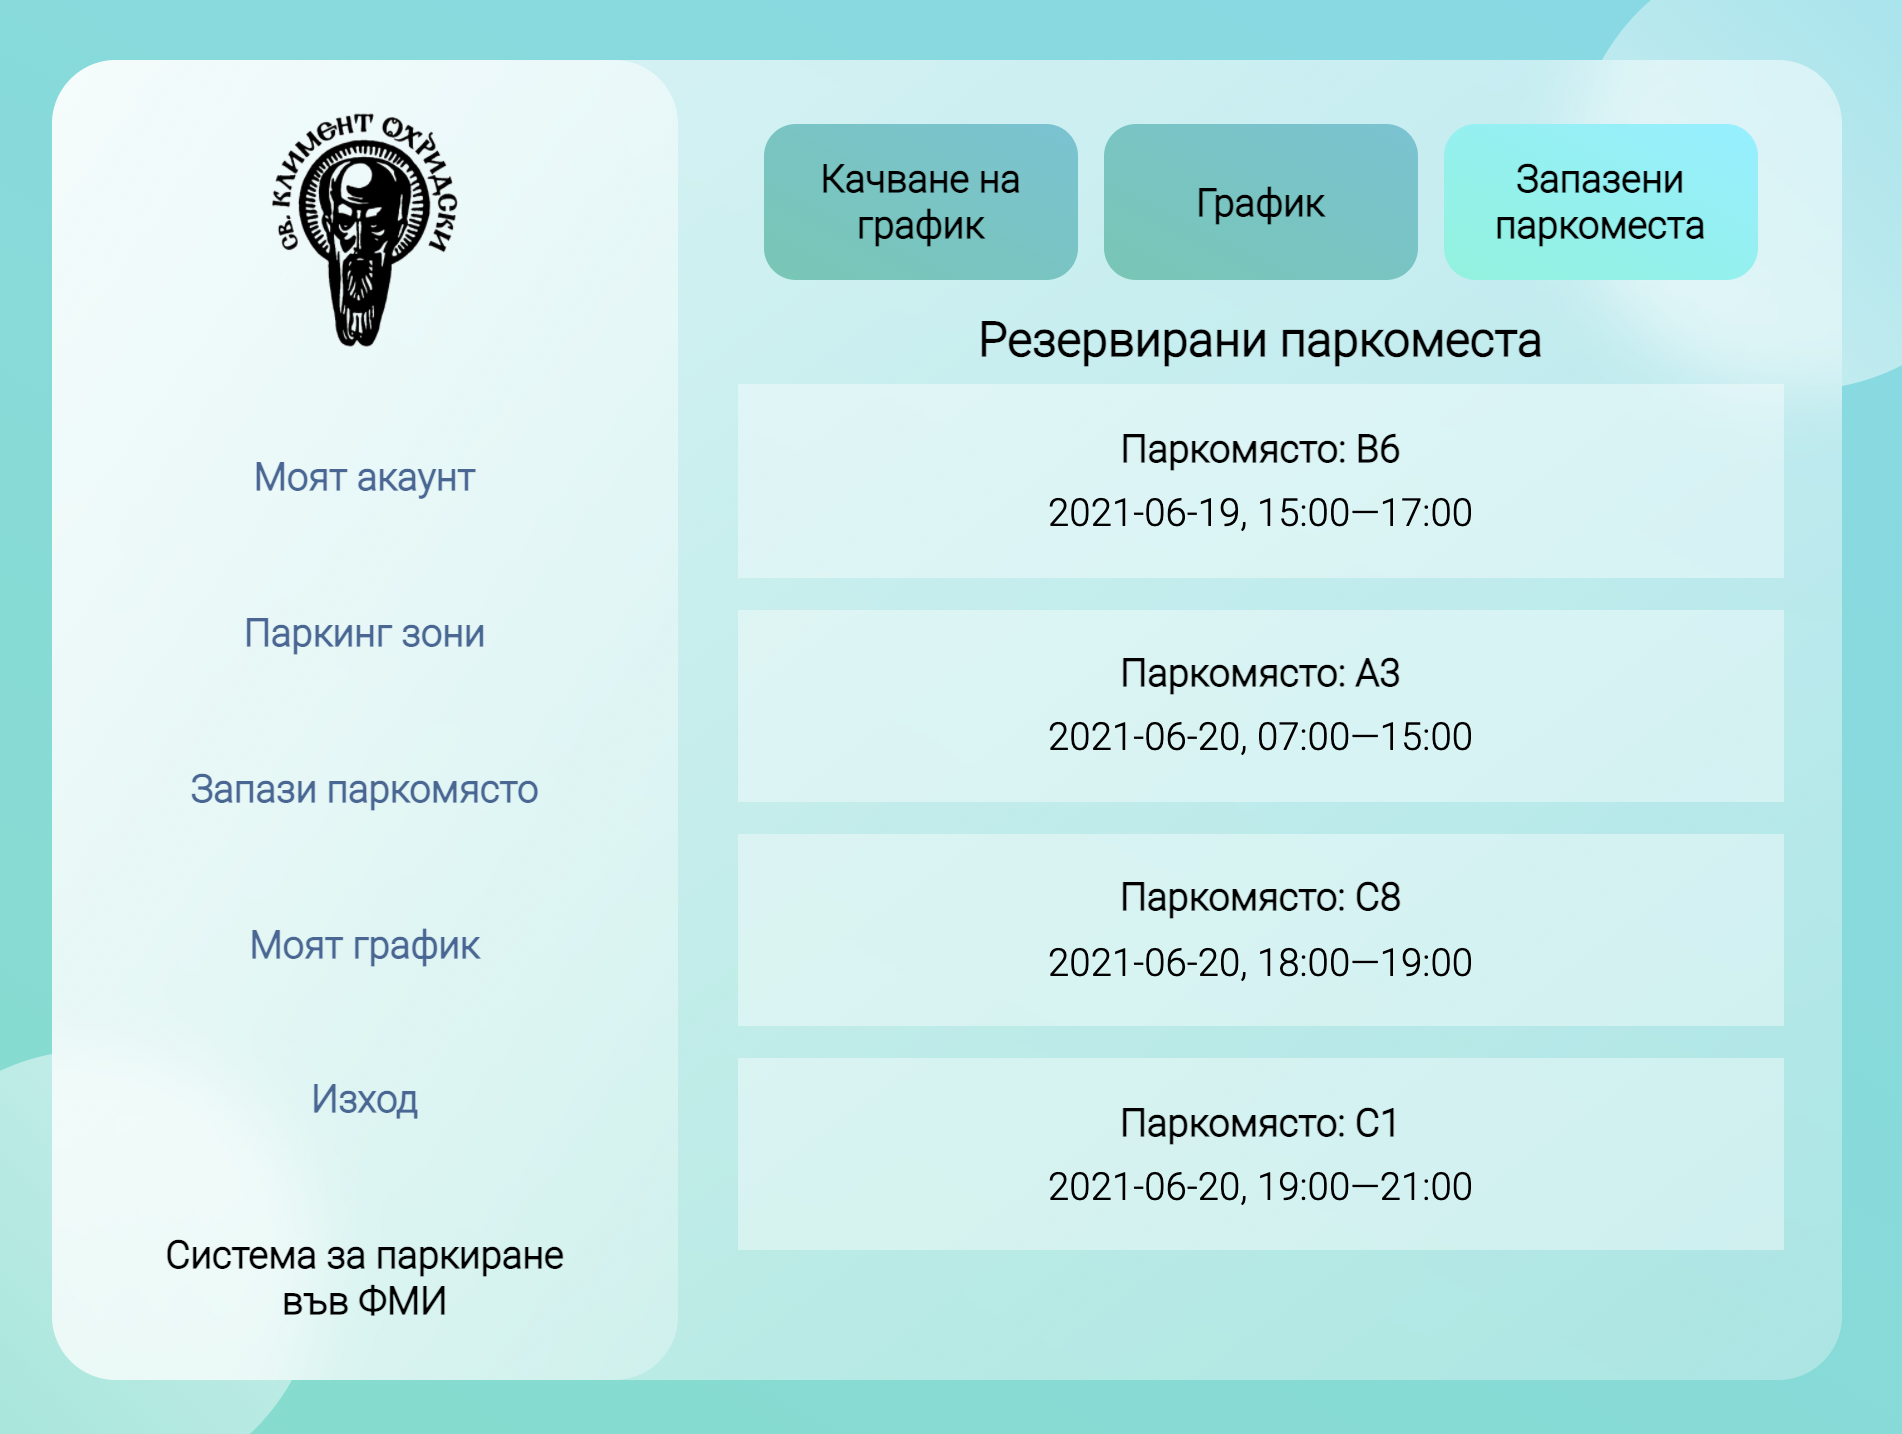 СВ. КЛИМЕНТ ОХРИДСКИ
Моят акаунт
Паркинг зони
Запази паркомясто
Моят график
Изход
Система за паркиране
във ФМИ
Качване на
график
График
Запазени
паркоместа
Резервирани паркоместа
Паркомясто: B6
2021-06-19, 15:00—17:00
Паркомясто: A3
2021-06-20, 07:00—15:00
Паркомясто: C8
2021-06-20, 18:00—19:00
Паркомясто: C1
2021-06-20, 19:00—21:00